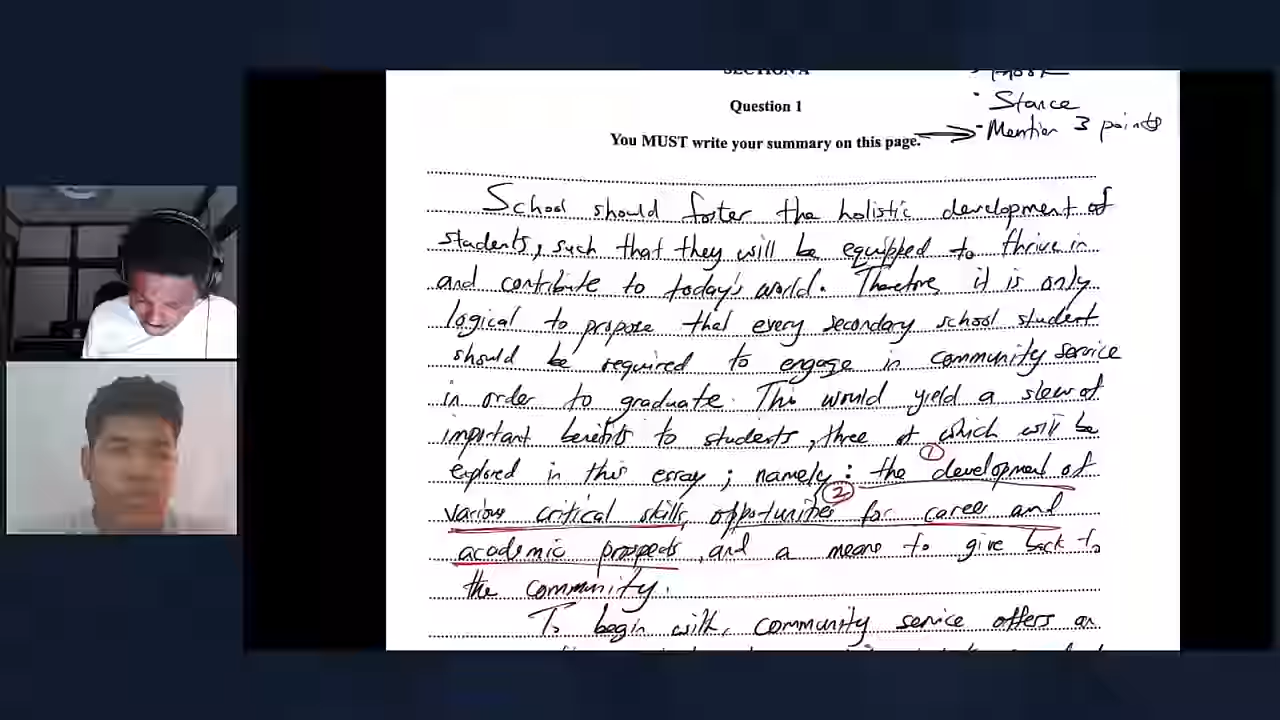 SECTION A
Question 1
You MUST write your summary on this page.
Stance
Mention 3 points
School should foster the holistic development of
students, such that they will be equipped to thrive in
and contribute to today's world. Therefore, it is only
logical to propose that every secondary school student
should be required to engage in community service
in order to graduate. This would yield a slew of
important benefits to students, three of which will be
explored in this essay; namely: the development of
1
various critical skills, opportunities for career and
2
academic prospects, and a means to give back to
the community.
To begin with, community service offers an